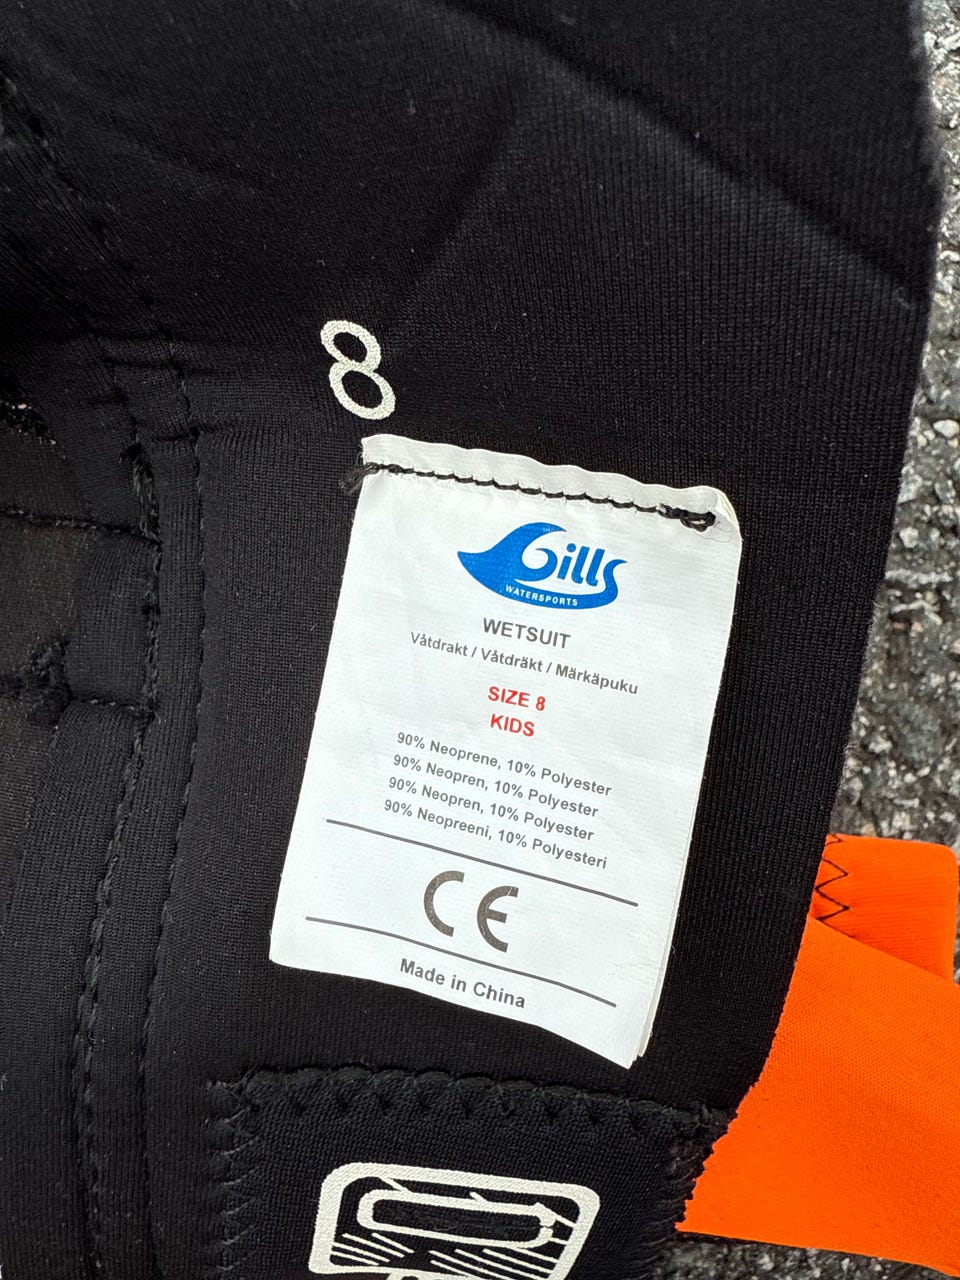 8
Gills
WATERSPORTS
WETSUIT
Våtdrakt / Våtdräkt / Märkäpuku
SIZE 8
KIDS
90% Neoprene, 10% Polyester
90% Neopren, 10% Polyester
90% Neopren, 10% Polyester
90% Neopreeni, 10% Polyesteri
CE
Made in China